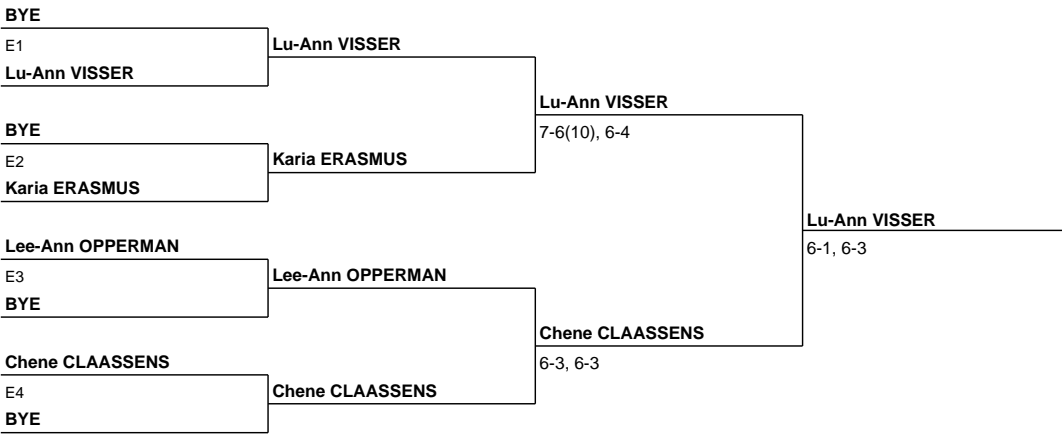 BYE
E1
Lu-Ann VISSER
Lu-Ann VISSER
BYE
E2
Karia ERASMUS
Karia ERASMUS
Lu-Ann VISSER
7-6(10), 6-4
Lee-Ann OPPERMAN
E3
BYE
Lee-Ann OPPERMAN
Chene CLAASSENS
E4
BYE
Chene CLAASSENS
Chene CLAASSENS
6-3, 6-3
Lu-Ann VISSER
6-1, 6-3